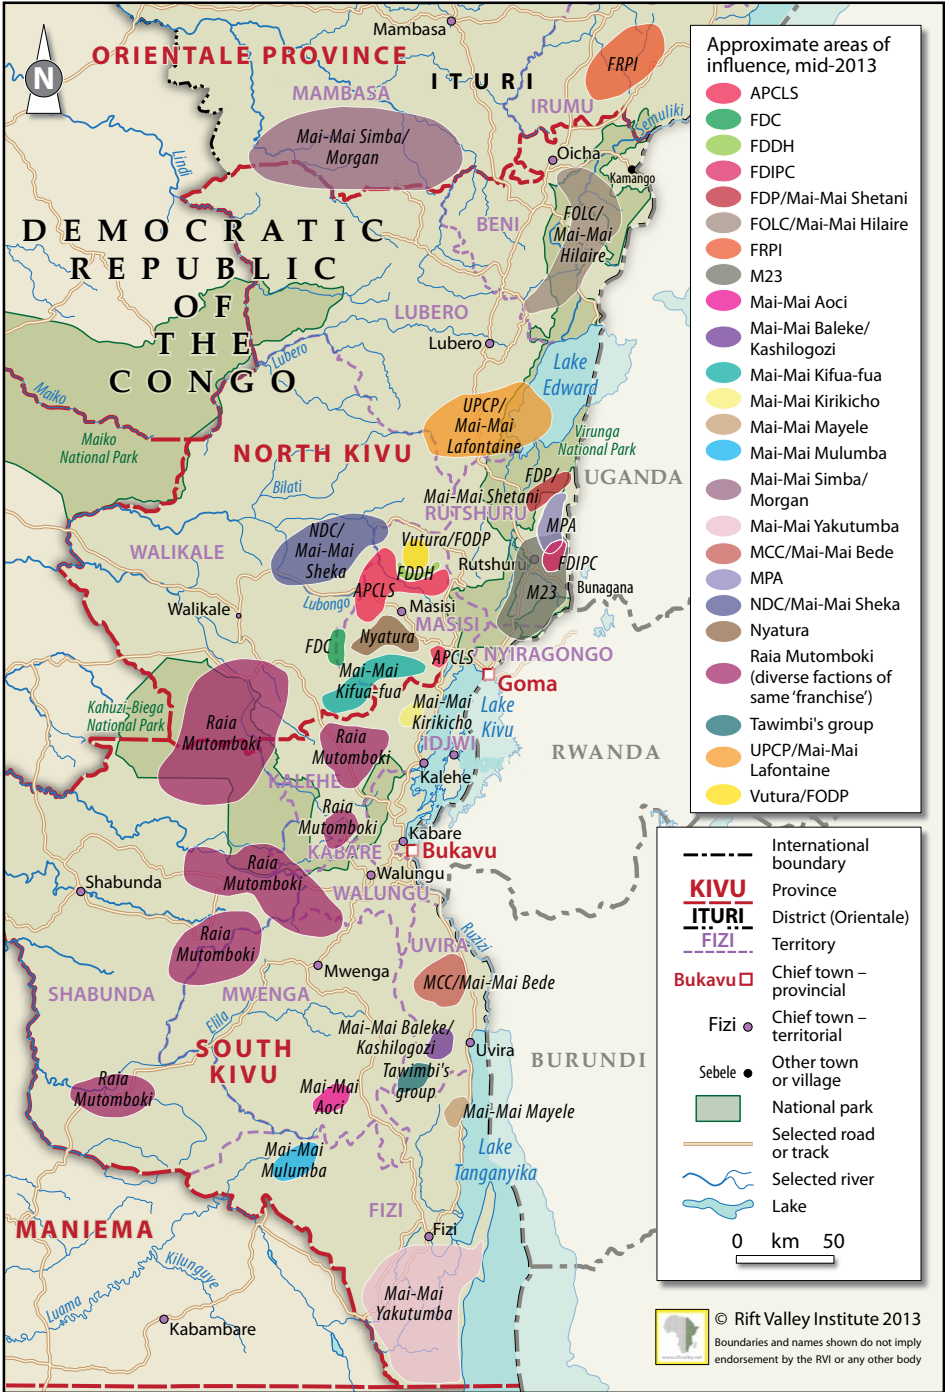 Mambasa
ORIENTALE PROVINCE
ITURI
FRPI
MAMBASA
IRUMU
Mai-Mai Simba/
Morgan
Semuliki
Lindi
Oicha
Kamango
DEMOCRATIC
REPUBLIC
OF
THE
CONGO
BENI
FOLC/
Mai-Mai
Hilaire
LUBERO
Lubero
Lubero
Lake
Edward
Maiko
Maiko
National Park
UPCP/
Mai-Mai
Lafontaine
Virunga
National Park
NORTH KIVU
UGANDA
Bilati
FDP/
Mai-Mai Shetani
RUTSHURU
MPA
NDC/
Mai-Mai
Sheka
Vutura/FODP
WALIKALE
Rutshuru
FDIPC
FDDH
APCLS
M23
Bunagana
Lubongo
Walikale
Masisi
MASISI
FDC
Nyatura
APCLS
NYIRAGONGO
Mai-Mai
Kifua-fua
Goma
Kahuzi-Biega
National Park
Mai-Mai
Kirikicho
Lake
Kivu
Raia
Mutomboki
Raia
Mutomboki
IDJWI
RWANDA
KALEHE
Kalehe
Raia
Mutomboki
Kabare
KABARE
Bukavu
Raia
Mutomboki
Walungu
Shabunda
WALUNGU
Raia
Mutomboki
Ruzizi
UVIRA
Mwenga
MCC/Mai-Mai Bede
SHABUNDA
MWENGA
Elila
Mai-Mai Baleke/
Kashilogozi
SOUTH
KIVU
Uvira
BURUNDI
Tawimbi's
group
Raia
Mutomboki
Mai-Mai
Aoci
Mai-Mai Mayele
Mai-Mai
Mulumba
Lake
Tanganyika
FIZI
MANIEMA
Fizi
Kilunguye
Luama
Mai-Mai
Yakutumba
Kabambare
N
Approximate areas of
influence, mid-2013
APCLS
FDC
FDDH
FDIPC
FDP/Mai-Mai Shetani
FOLC/Mai-Mai Hilaire
FRPI
M23
Mai-Mai Aoci
Mai-Mai Baleke/
Kashilogozi
Mai-Mai Kifua-fua
Mai-Mai Kirikicho
Mai-Mai Mayele
Mai-Mai Mulumba
Mai-Mai Simba/
Morgan
Mai-Mai Yakutumba
MCC/Mai-Mai Bede
MPA
NDC/Mai-Mai Sheka
Nyatura
Raia Mutomboki
(diverse factions of
same ‘franchise’)
Tawimbi's group
UPCP/Mai-Mai
Lafontaine
Vutura/FODP
International
boundary
KIVU Province
ITURI District (Orientale)
FIZI Territory
Bukavu Chief town –
provincial
Fizi Chief town –
territorial
Sebele Other town
or village
National park
Selected road
or track
Selected river
Lake
0 km 50
© Rift Valley Institute 2013
Boundaries and names shown do not imply
endorsement by the RVI or any other body
www.riftvalley.net